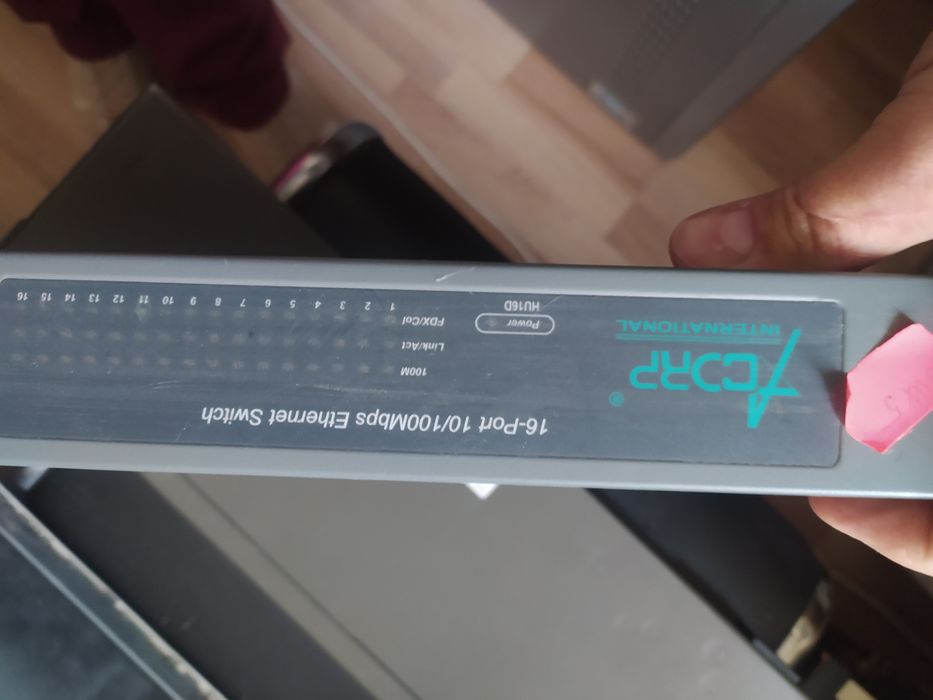 ACORP®
INTERNATIONAL
16-Port 10/100Mbps Ethernet Switch
100M
Link/Act
FDX/Col
Power
HU16D
1 2 3 4 5 6 7 8 9 10 11 12 13 14 15 16